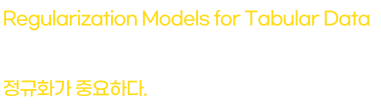 Regularization Models for Tabular Data
정규화가 중요하다.